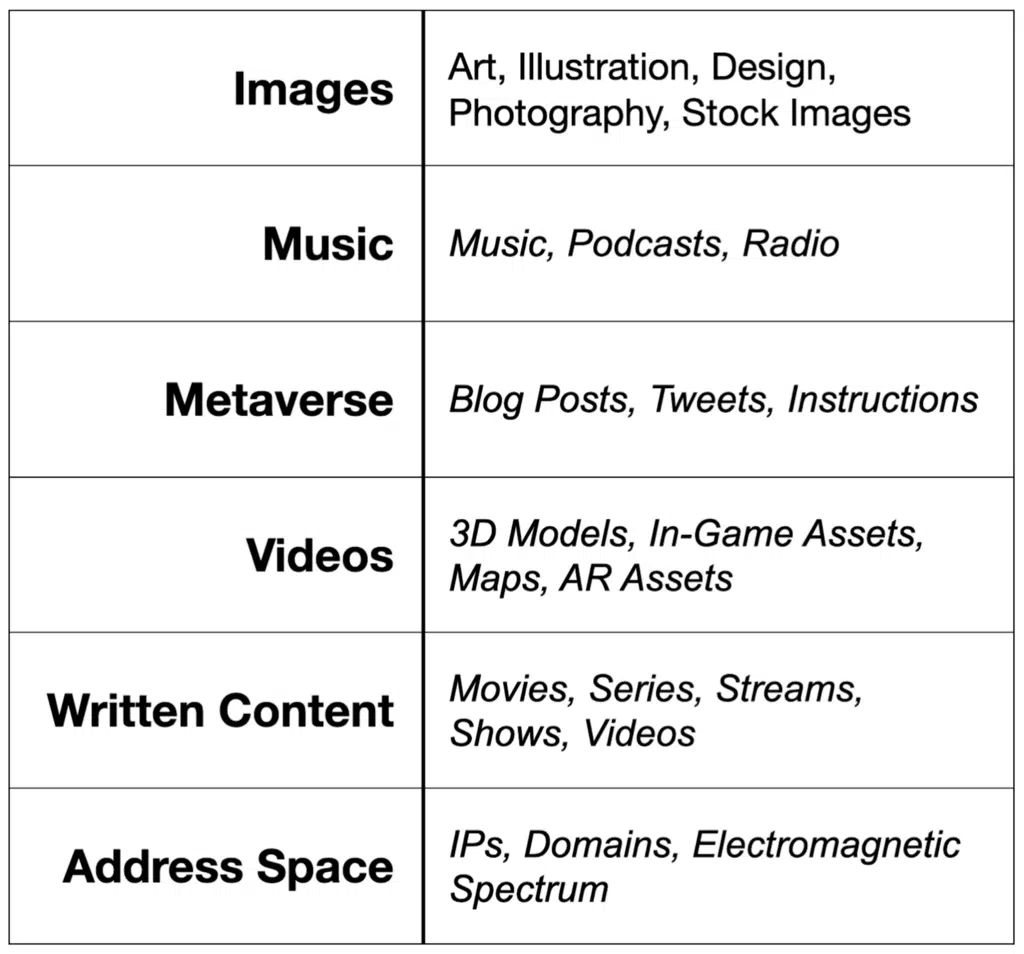 Images
Art, Illustration, Design,
Photography, Stock Images
Music
Music, Podcasts, Radio
Metaverse
Blog Posts, Tweets, Instructions
Videos
3D Models, In-Game Assets,
Maps, AR Assets
Written Content
Movies, Series, Streams,
Shows, Videos
Address Space
IPs, Domains, Electromagnetic
Spectrum